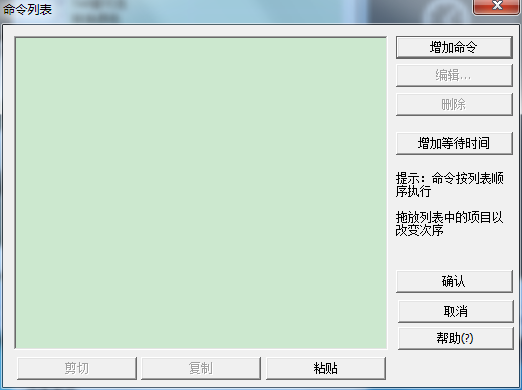 命令列表
增加命令
编辑...
删除
增加等待时间
提示：命令按列表顺
序执行
拖放列表中的项目以
改变次序
确认
取消
帮助(?)
剪切
复制
粘贴